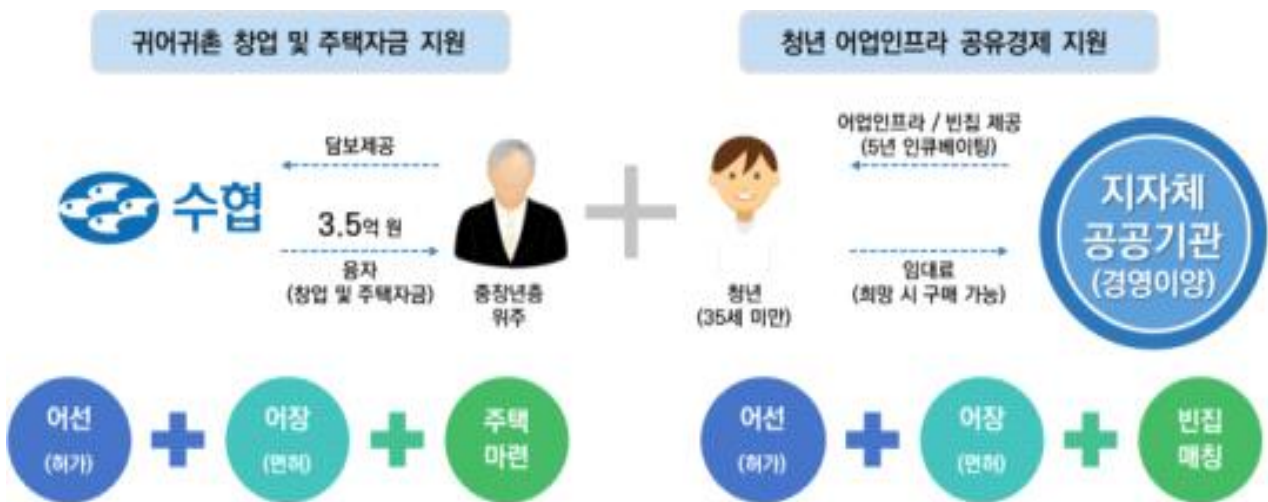 귀어귀촌 창업 및 주택자금 지원
청년 어업인프라 공유경제 지원
담보제공
수협
3.5억 원
융자
(창업 및 주택자금)
중장년층
위주
어업인프라 / 빈집 제공
(5년 인큐베이팅)
청년
(35세 미만)
임대료
(희망 시 구매 가능)
지자체
공공기관
(경영이양)
어선
(허가)
어장
(면허)
주택
마련
어선
(허가)
어장
(면허)
빈집
매칭